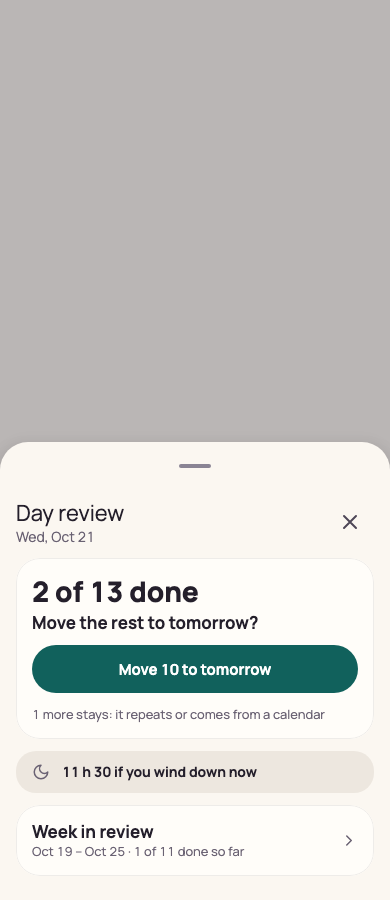 Day review
Wed, Oct 21
2 of 13 done
Move the rest to tomorrow?
Move 10 to tomorrow
1 more stays: it repeats or comes from a calendar
11 h 30 if you wind down now
Week in review
Oct 19 – Oct 25 · 1 of 11 done so far